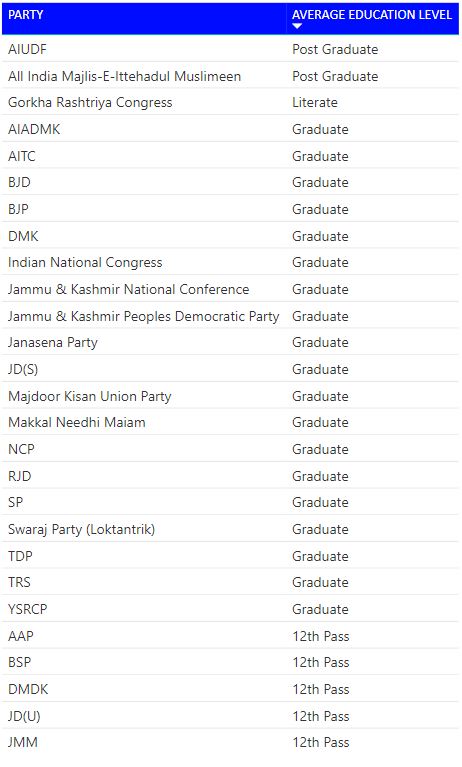 PARTY AVERAGE EDUCATION LEVEL
AIUDF Post Graduate
All India Majlis-E-Ittehadul Muslimeen Post Graduate
Gorkha Rashtriya Congress Literate
AIADMK Graduate
AITC Graduate
BJD Graduate
BJP Graduate
DMK Graduate
Indian National Congress Graduate
Jammu & Kashmir National Conference Graduate
Jammu & Kashmir Peoples Democratic Party Graduate
Janasena Party Graduate
JD(S) Graduate
Majdoor Kisan Union Party Graduate
Makkal Needhi Maiam Graduate
NCP Graduate
RJD Graduate
SP Graduate
Swaraj Party (Loktantrik) Graduate
TDP Graduate
TRS Graduate
YSRCP Graduate
AAP 12th Pass
BSP 12th Pass
DMDK 12th Pass
JD(U) 12th Pass
JMM 12th Pass